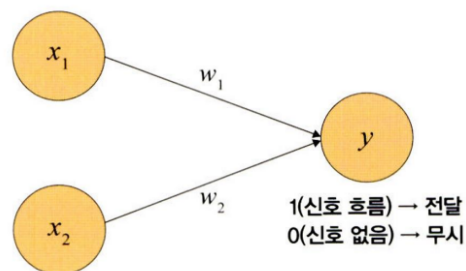 x₁
w₁
y
w₂
x₂
1(신호 흐름) → 전달
0(신호 없음) → 무시